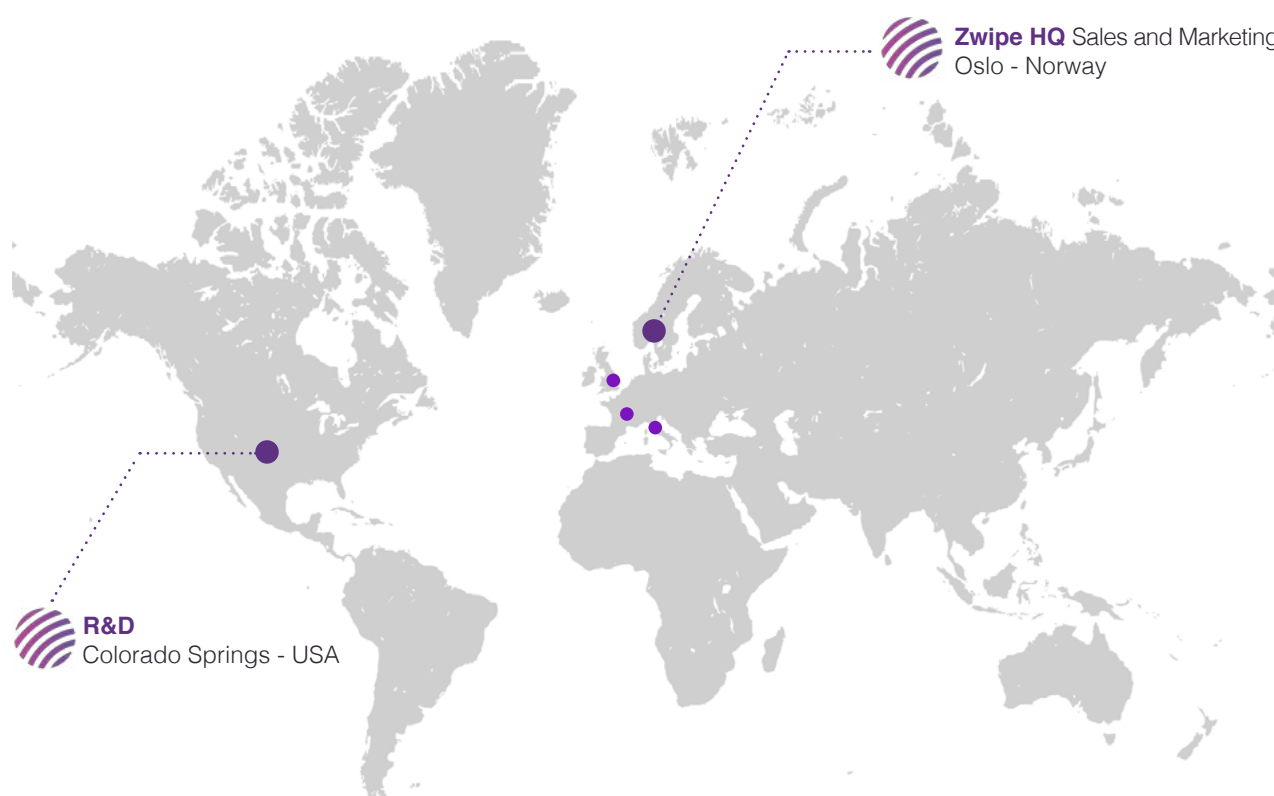 Zwipe HQ Sales and Marketing
Oslo - Norway
R&D
Colorado Springs - USA